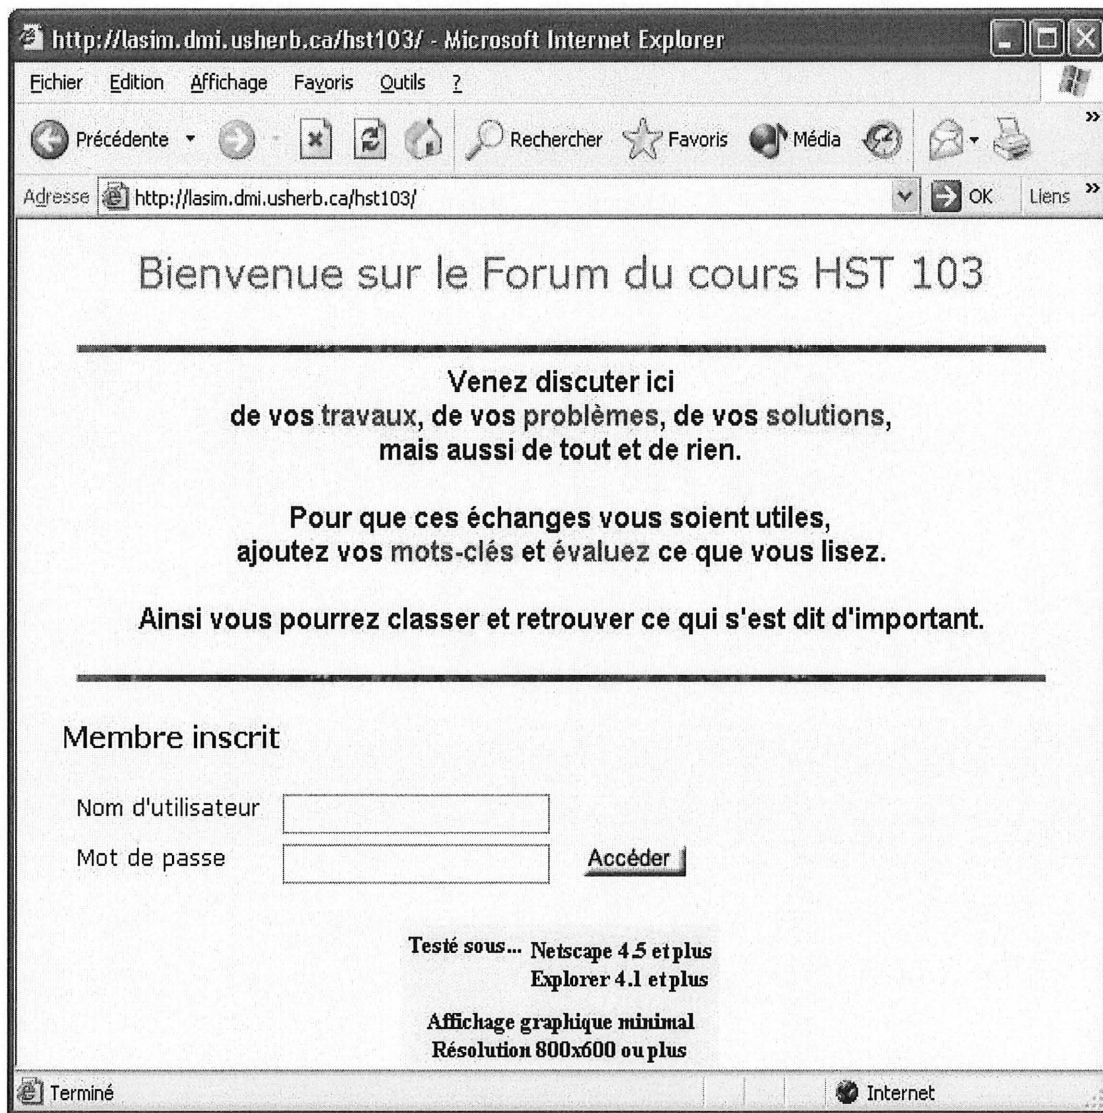 http://lasim.dmi.usherb.ca/hst103/ - Microsoft Internet Explorer
Fichier Edition Affichage Favoris Outils ?
Précédente Rechercher Favoris Média »
Adresse http://lasim.dmi.usherb.ca/hst103/ OK Liens »
Bienvenue sur le Forum du cours HST 103
Venez discuter ici
de vos travaux, de vos problèmes, de vos solutions,
mais aussi de tout et de rien.
Pour que ces échanges vous soient utiles,
ajoutez vos mots-clés et évaluez ce que vous lisez.
Ainsi vous pourrez classer et retrouver ce qui s'est dit d'important.
Membre inscrit
Nom d'utilisateur
Mot de passe Accéder
Testé sous... Netscape 4.5 et plus
Explorer 4.1 et plus
Affichage graphique minimal
Résolution 800x600 ou plus
Terminé Internet